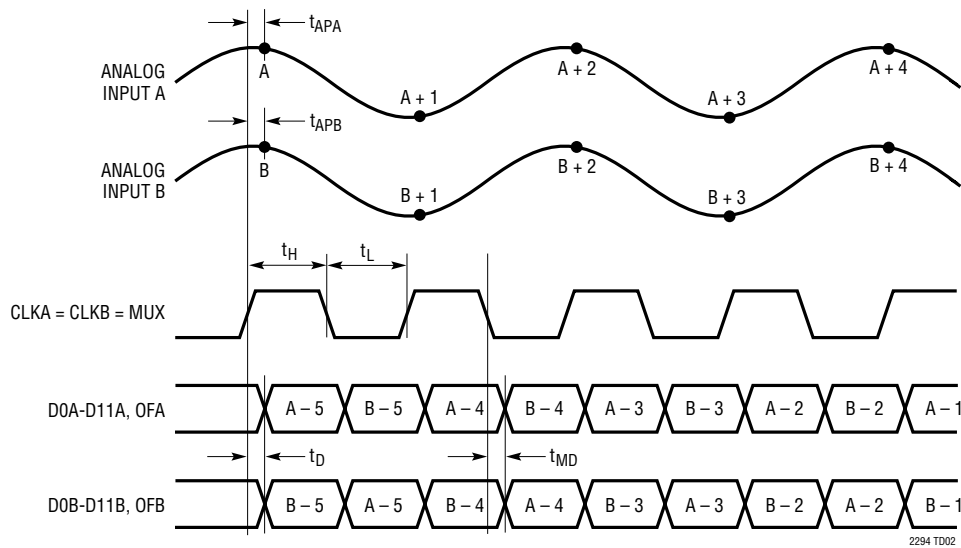 tAPA
ANALOG
INPUT A
A
A + 1
A + 2
A + 3
A + 4
tAPB
ANALOG
INPUT B
B
B + 1
B + 2
B + 3
B + 4
tH
tL
CLKA = CLKB = MUX
D0A-D11A, OFA
A – 5
B – 5
A – 4
B – 4
A – 3
B – 3
A – 2
B – 2
A – 1
tD
tMD
D0B-D11B, OFB
B – 5
A – 5
B – 4
A – 4
B – 3
A – 3
B – 2
A – 2
B – 1
2294 TD02